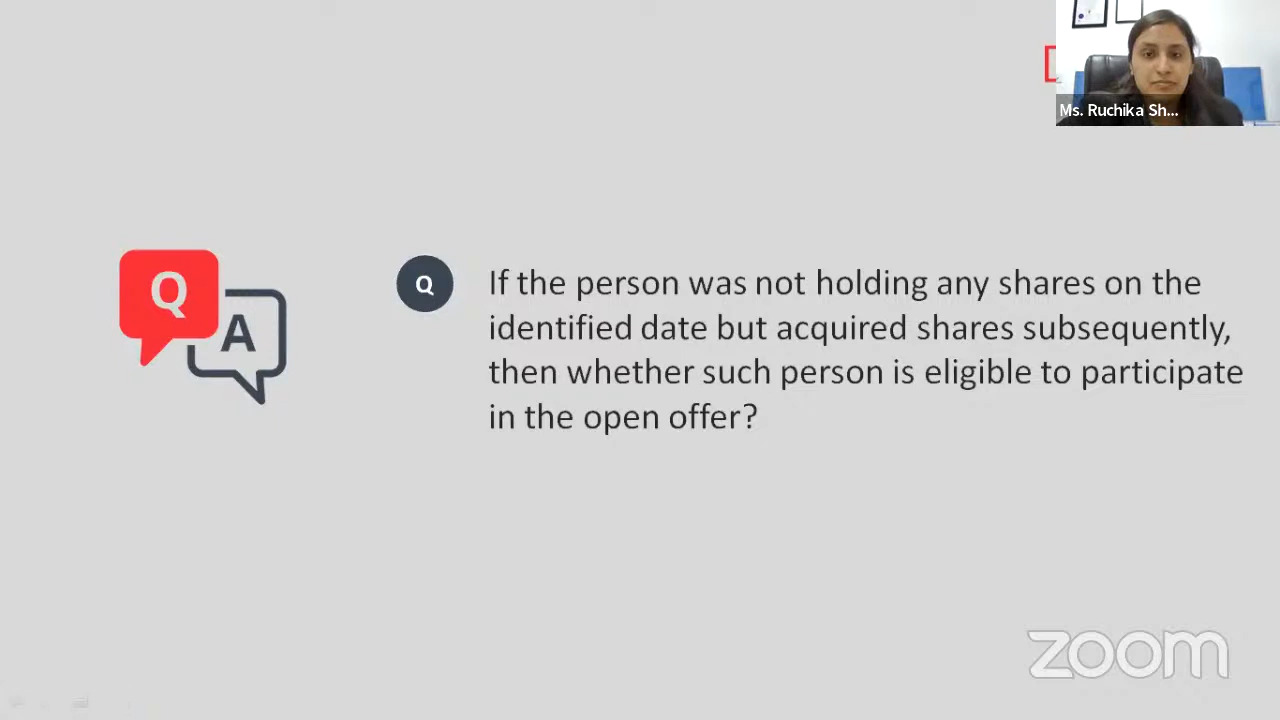 Ms. Ruchika Sh...
Q
A
Q
If the person was not holding any shares on the
identified date but acquired shares subsequently,
then whether such person is eligible to participate
in the open offer?
zoom